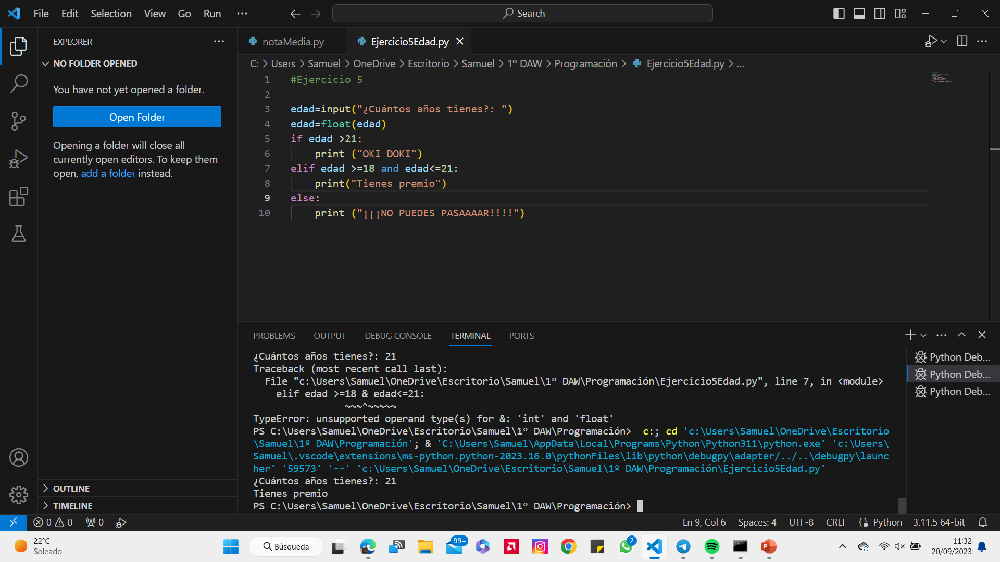 File Edit Selection View Go Run ···
Search
EXPLORER
NO FOLDER OPENED
You have not yet opened a folder.
Open Folder
Opening a folder will close all
currently open editors. To keep them
open, add a folder instead.
OUTLINE
TIMELINE
notaMedia.py
Ejercicio5Edad.py
C: > Users > Samuel > OneDrive > Escritorio > Samuel > 1º DAW > Programación > Ejercicio5Edad.py > ...
1 #Ejercicio 5
2
3 edad=input("¿Cuántos años tienes?: ")
4 edad=float(edad)
5 if edad >21:
6     print ("OKI DOKI")
7 elif edad >=18 and edad<=21:
8     print("Tienes premio")
9 else:
10     print ("¡¡¡NO PUEDES PASAAAAR!!!!")
PROBLEMS OUTPUT DEBUG CONSOLE TERMINAL PORTS
¿Cuántos años tienes?: 21
Traceback (most recent call last):
  File "c:\Users\Samuel\OneDrive\Escritorio\Samuel\1º DAW\Programación\Ejercicio5Edad.py", line 7, in <module>
    elif edad >=18 & edad<=21:
                ~~~^~~~~~
TypeError: unsupported operand type(s) for &: 'int' and 'float'
PS C:\Users\Samuel\OneDrive\Escritorio\Samuel\1º DAW\Programación>  c:; cd 'c:\Users\Samuel\OneDrive\Escritorio
\Samuel\1º DAW\Programación'; & 'C:\Users\Samuel\AppData\Local\Programs\Python\Python311\python.exe' 'c:\Users\
Samuel\.vscode\extensions\ms-python.python-2023.16.0\pythonFiles\lib\python\debugpy\adapter/../..\debugpy\launc
her' '59573' '--' 'c:\Users\Samuel\OneDrive\Escritorio\Samuel\1º DAW\Programación\Ejercicio5Edad.py'
¿Cuántos años tienes?: 21
Tienes premio
PS C:\Users\Samuel\OneDrive\Escritorio\Samuel\1º DAW\Programación>
Python Deb...
Python Deb...
Python Deb...
0 0 0
Ln 9, Col 6 Spaces: 4 UTF-8 CRLF {} Python 3.11.5 64-bit
22°C
Soleado
Búsqueda
99+
2
11:32
20/09/2023